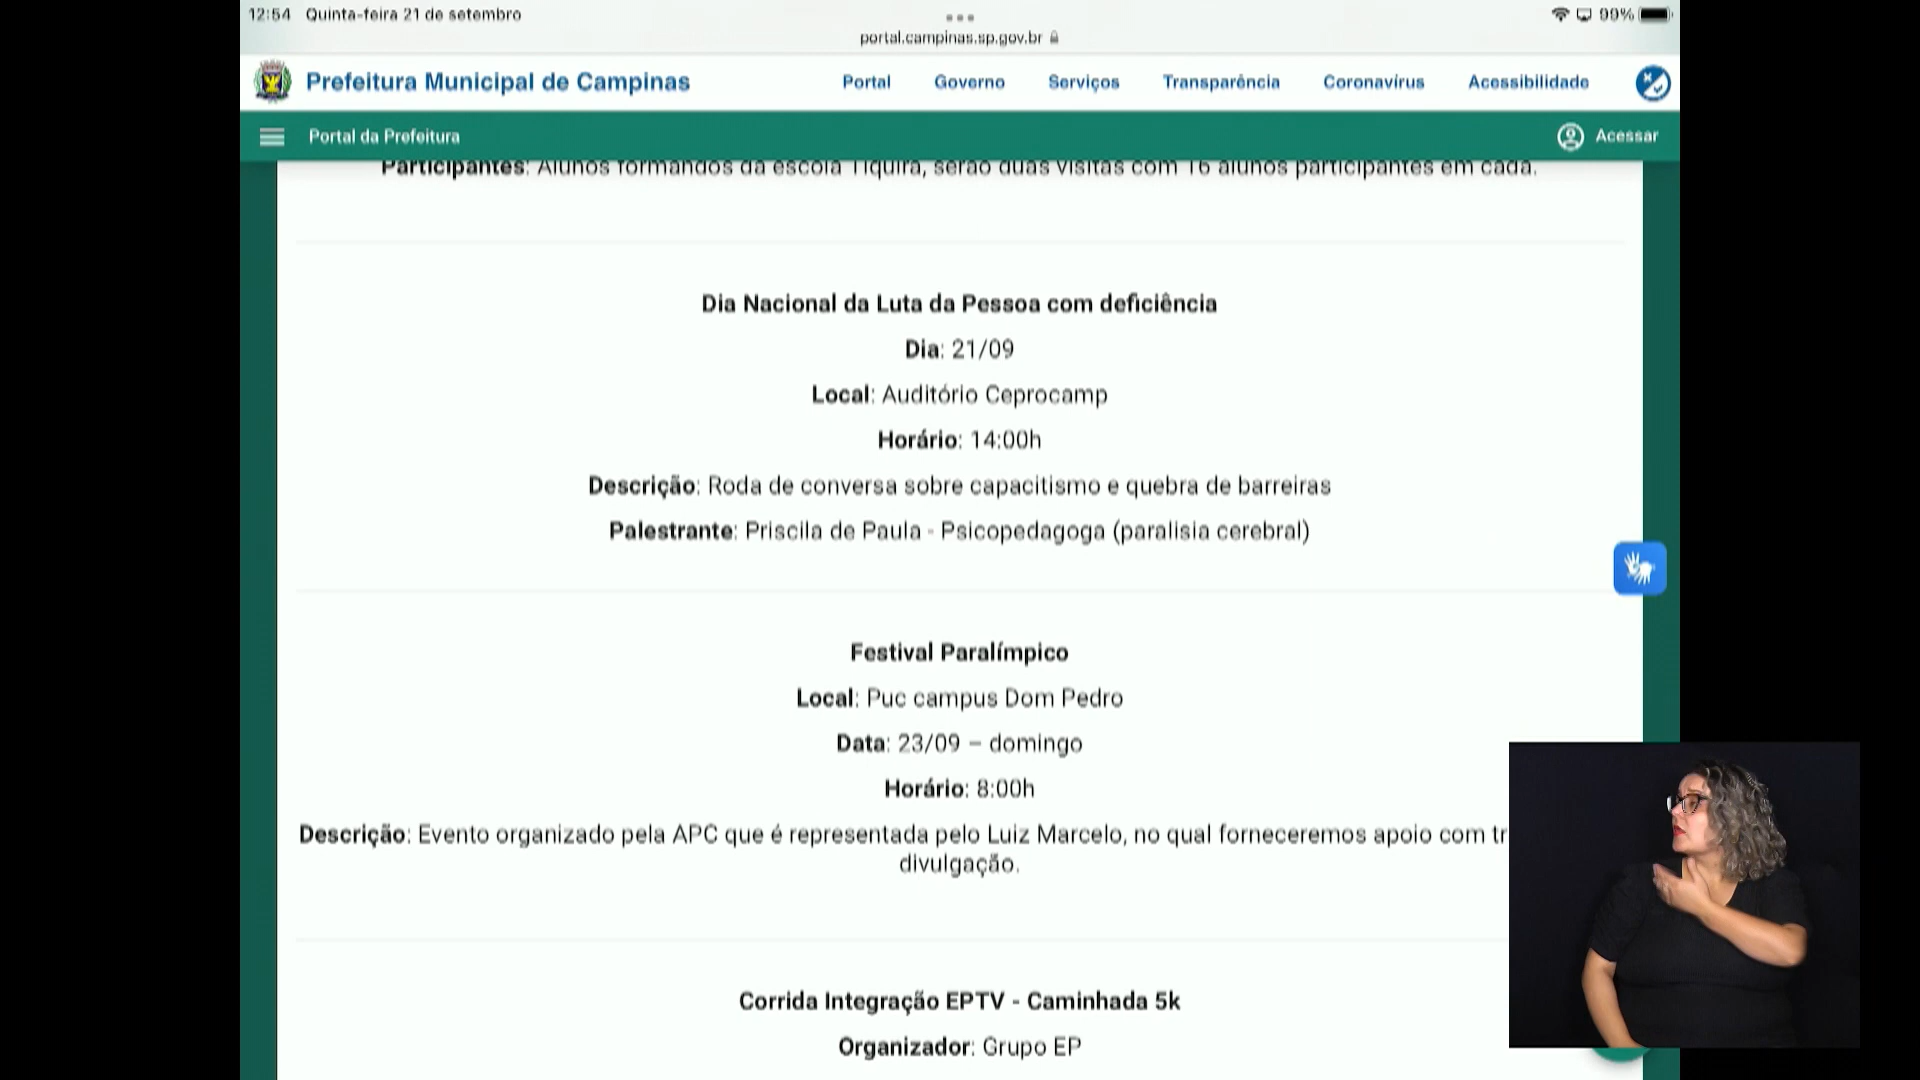 12:54 Quinta-feira 21 de setembro
99%
portal.campinas.sp.gov.br
Prefeitura Municipal de Campinas
Portal Governo Serviços Transparência Coronavírus Acessibilidade
Portal da Prefeitura
Acessar
Participantes: Alunos formandos da escola Tiquira, serão duas visitas com 16 alunos participantes em cada.
Dia Nacional da Luta da Pessoa com deficiência
Dia: 21/09
Local: Auditório Ceprocamp
Horário: 14:00h
Descrição: Roda de conversa sobre capacitismo e quebra de barreiras
Palestrante: Priscila de Paula - Psicopedagoga (paralisia cerebral)
Festival Paralímpico
Local: Puc campus Dom Pedro
Data: 23/09 – domingo
Horário: 8:00h
Descrição: Evento organizado pela APC que é representada pelo Luiz Marcelo, no qual forneceremos apoio com tr
divulgação.
Corrida Integração EPTV - Caminhada 5k
Organizador: Grupo EP